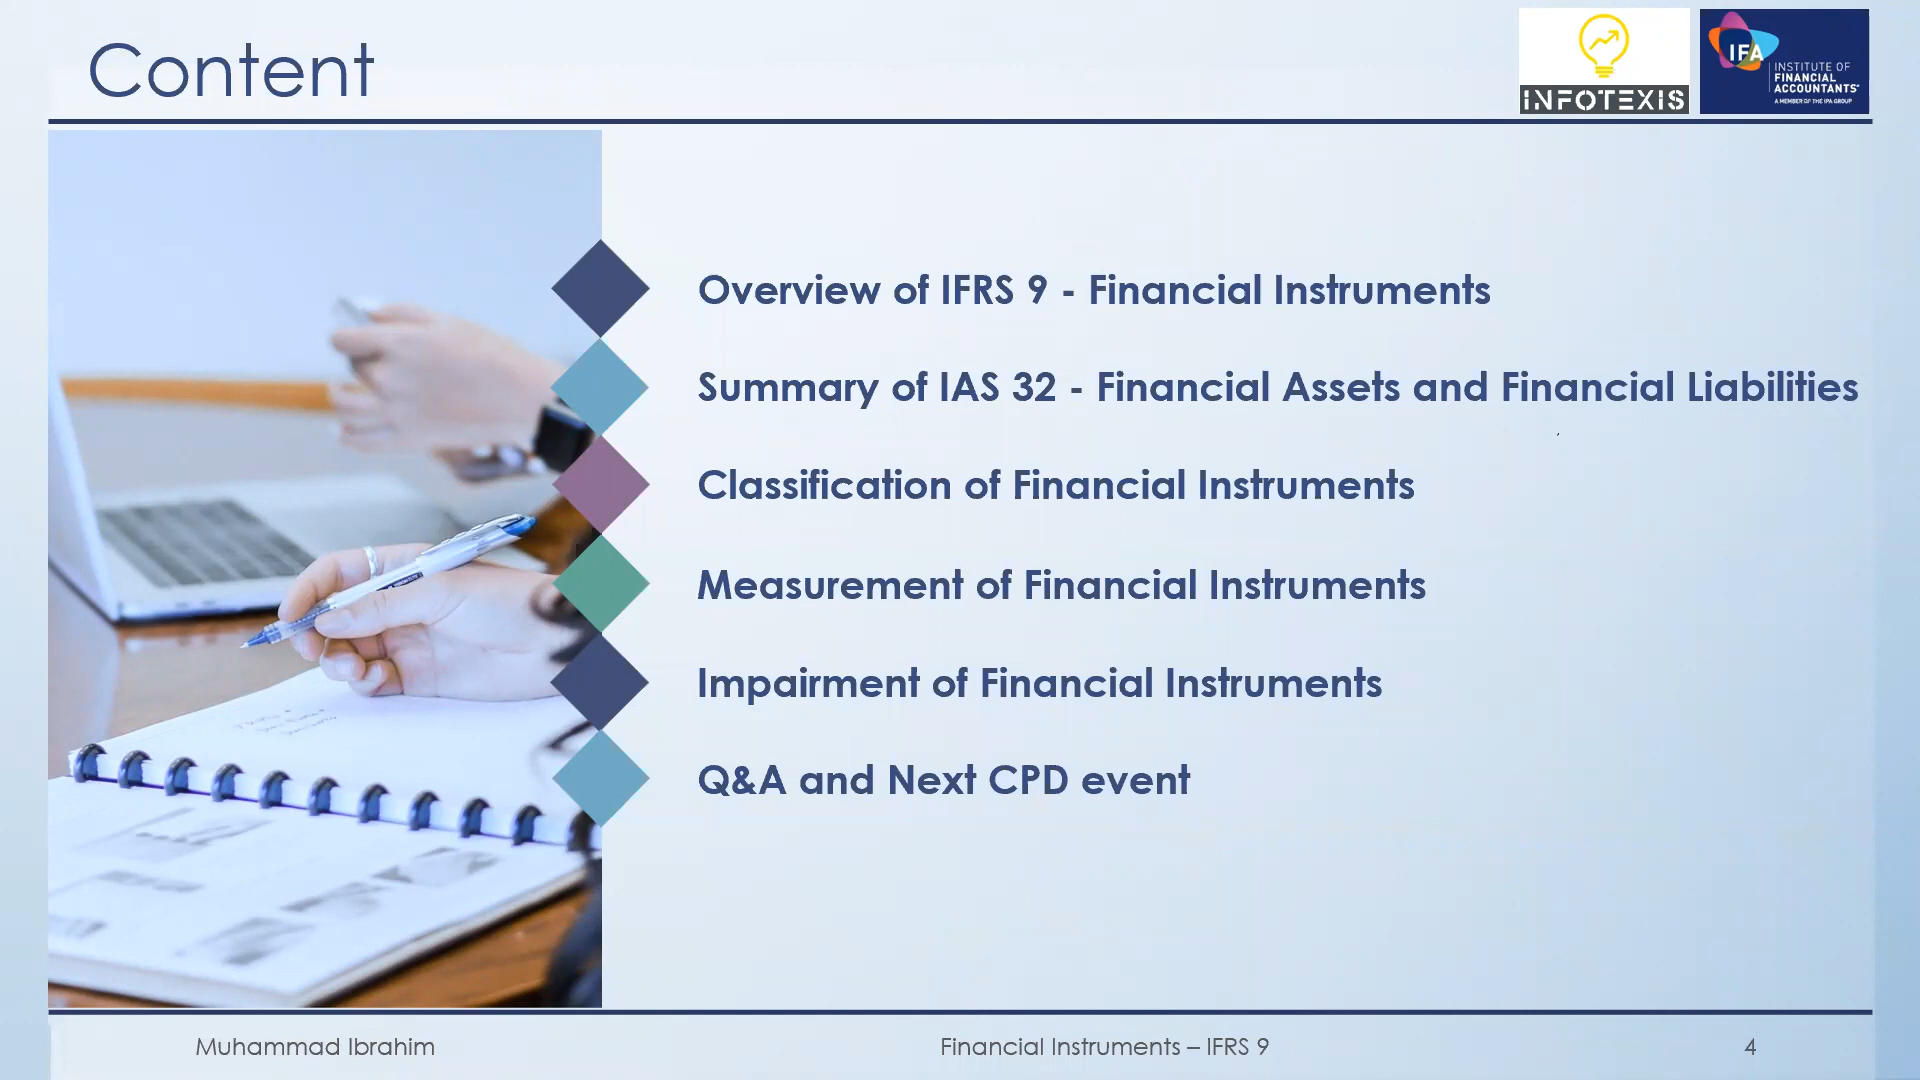 Content
INFOTEXIS
IFA
INSTITUTE OF
FINANCIAL
ACCOUNTANTS
A MEMBER OF THE IPA GROUP
Overview of IFRS 9 - Financial Instruments
Summary of IAS 32 - Financial Assets and Financial Liabilities
Classification of Financial Instruments
Measurement of Financial Instruments
Impairment of Financial Instruments
Q&A and Next CPD event
Muhammad Ibrahim
Financial Instruments – IFRS 9
4